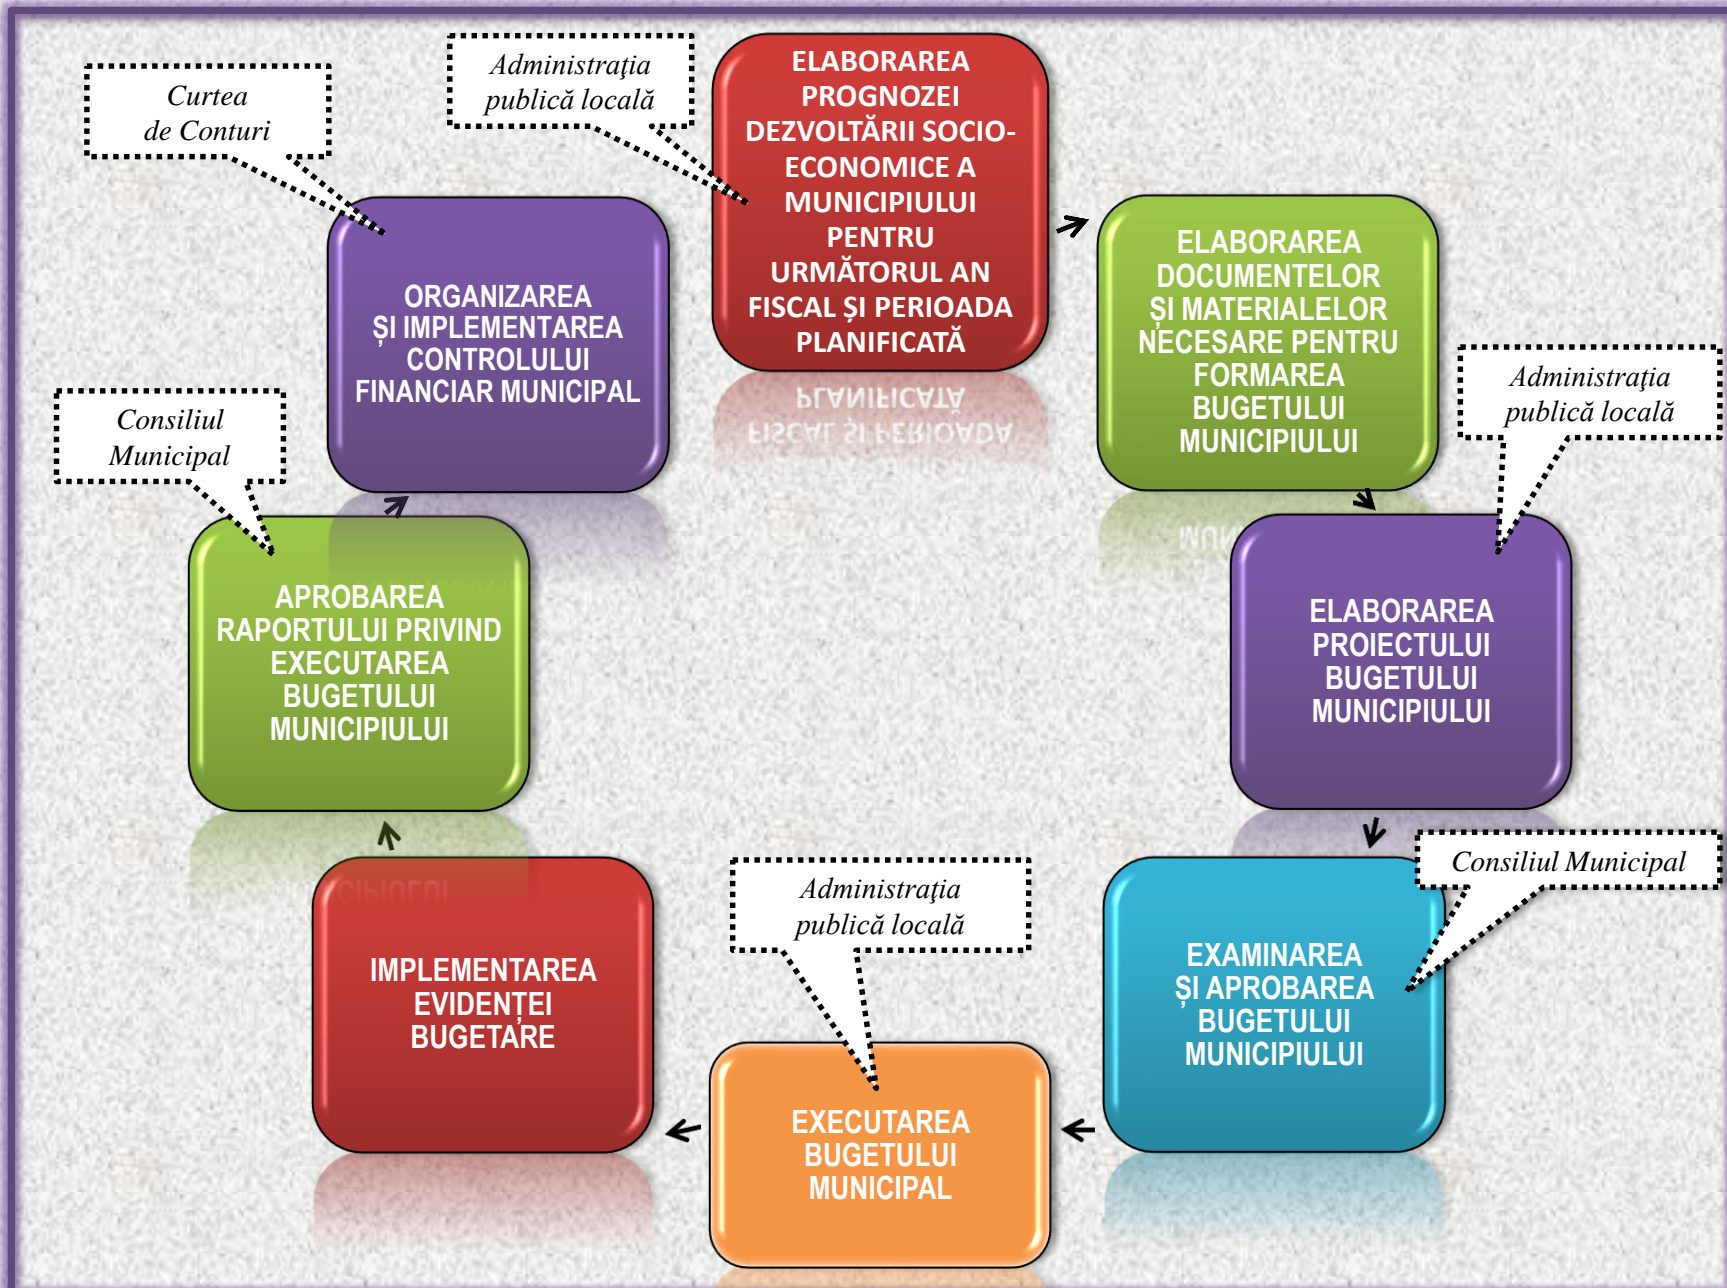 Curtea
de Conturi
Administraţia
publică locală
ELABORAREA
PROGNOZEI
DEZVOLTĂRII SOCIO-
ECONOMICE A
MUNICIPIULUI
PENTRU
URMĂTORUL AN
FISCAL ȘI PERIOADA
PLANIFICATĂ
ELABORAREA
DOCUMENTELOR
ȘI MATERIALELOR
NECESARE PENTRU
FORMAREA
BUGETULUI
MUNICIPIULUI
Administraţia
publică locală
ELABORAREA
PROIECTULUI
BUGETULUI
MUNICIPIULUI
Consiliul Municipal
EXAMINAREA
ȘI APROBAREA
BUGETULUI
MUNICIPIULUI
Administraţia
publică locală
EXECUTAREA
BUGETULUI
MUNICIPAL
IMPLEMENTAREA
EVIDENȚEI
BUGETARE
Consiliul
Municipal
APROBAREA
RAPORTULUI PRIVIND
EXECUTAREA
BUGETULUI
MUNICIPIULUI
ORGANIZAREA
ȘI IMPLEMENTAREA
CONTROLULUI
FINANCIAR MUNICIPAL